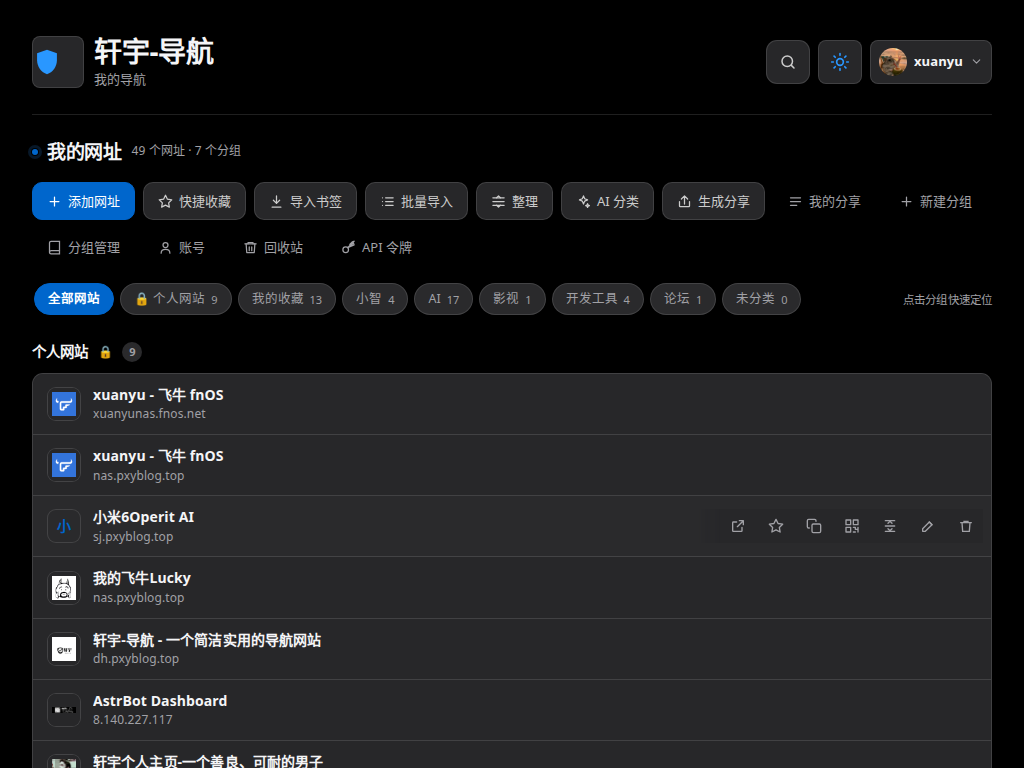 轩宇-导航
我的导航
xuanyu
我的网址 49 个网址 · 7 个分组
添加网址 快捷收藏 导入书签 批量导入 整理 AI 分类 生成分享 我的分享 新建分组
分组管理 账号 回收站 API 令牌
全部网站 🔒 个人网站 9 我的收藏 13 小智 4 AI 17 影视 1 开发工具 4 论坛 1 未分类 0 点击分组快速定位
个人网站 🔒 9
xuanyu - 飞牛 fnOS
xuanyunas.fnos.net
xuanyu - 飞牛 fnOS
nas.pxyblog.top
小 小米6Operit AI
sj.pxyblog.top
我的飞牛Lucky
nas.pxyblog.top
轩宇-导航 - 一个简洁实用的导航网站
dh.pxyblog.top
AstrBot Dashboard
8.140.227.117
轩宇个人主页-一个善良、可耐的男子